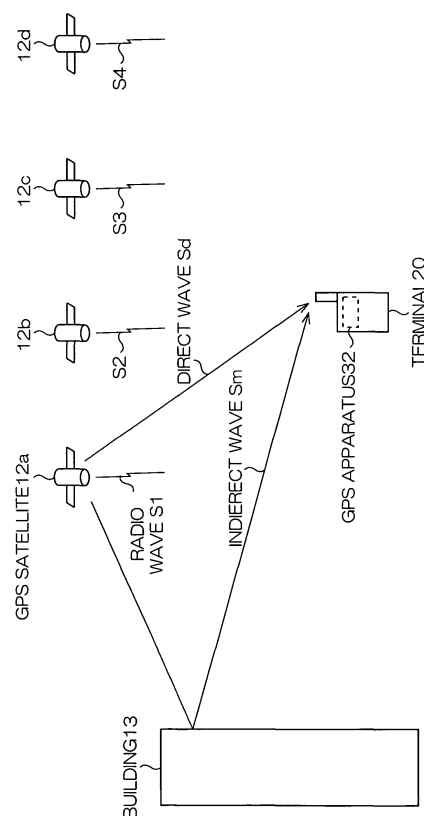 GPS SATELLITE12a
12b
12c
12d
RADIO
WAVE S1
S2
S3
S4
DIRECT WAVE Sd
INDIERECT WAVE Sm
BUILDING13
GPS APPARATUS32
TERMINAL20